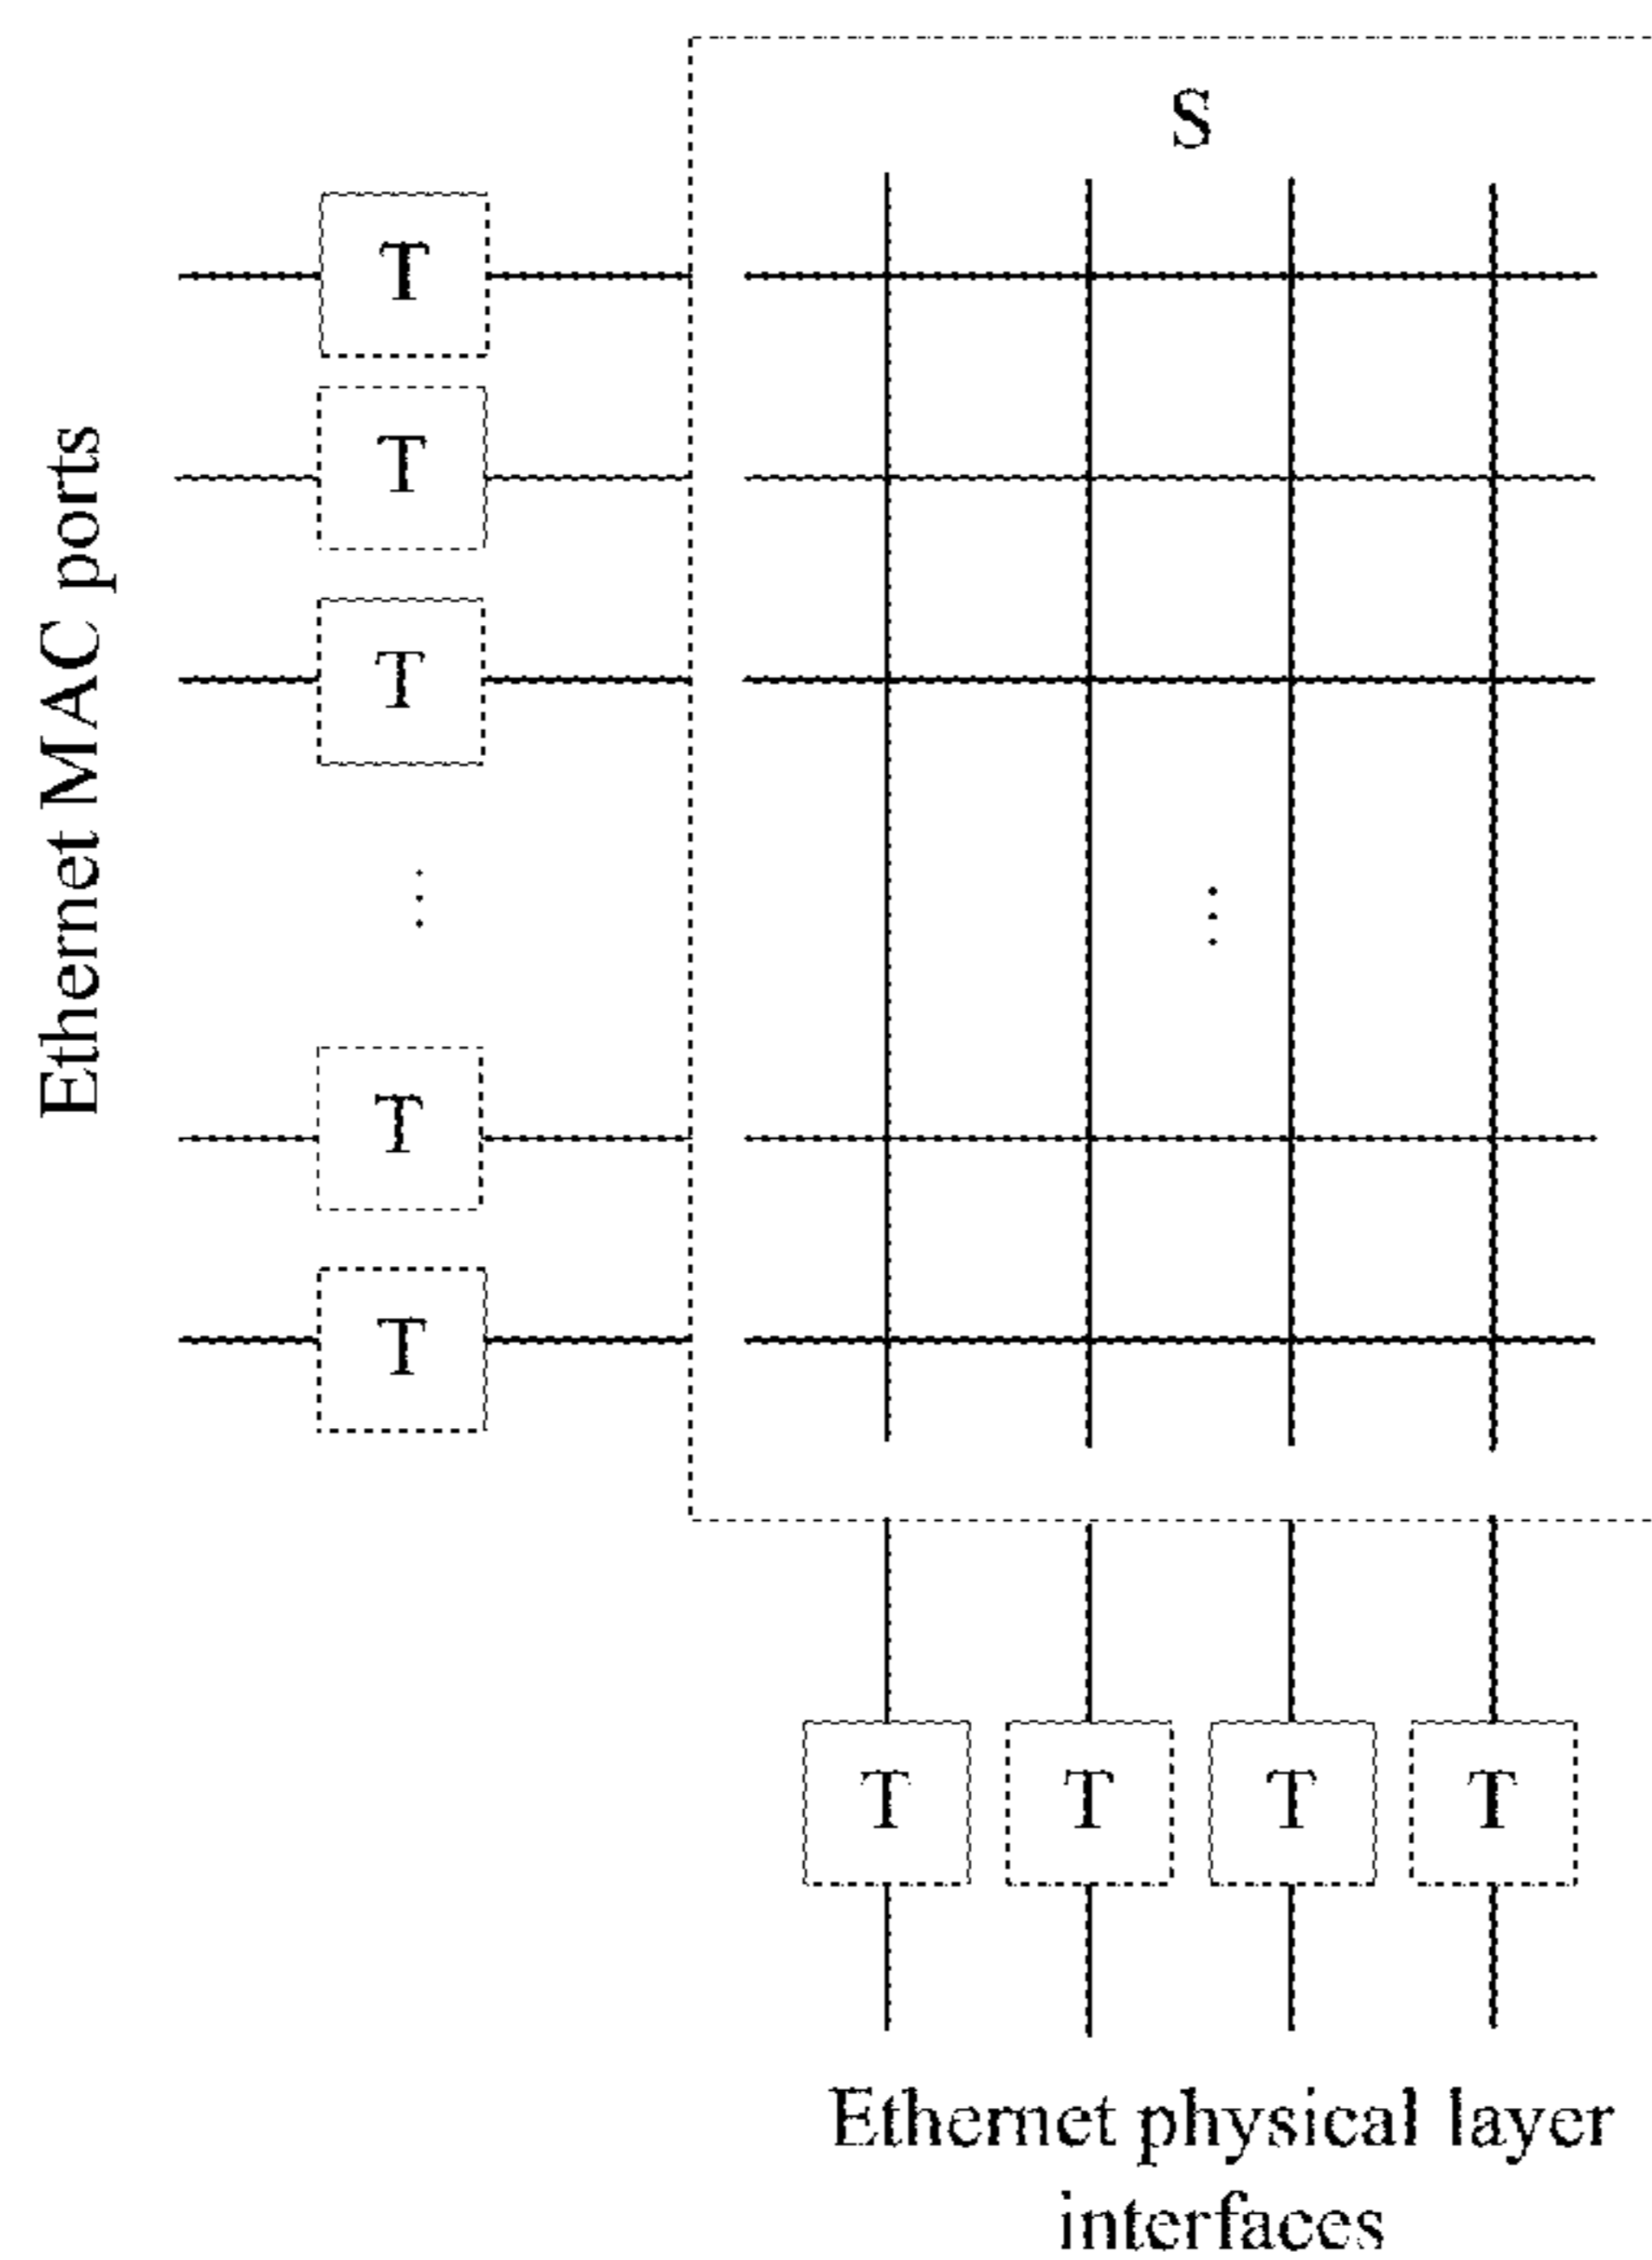 S
T
T
T
T
T
Ethernet MAC ports
T T T T
Ethernet physical layer
interfaces